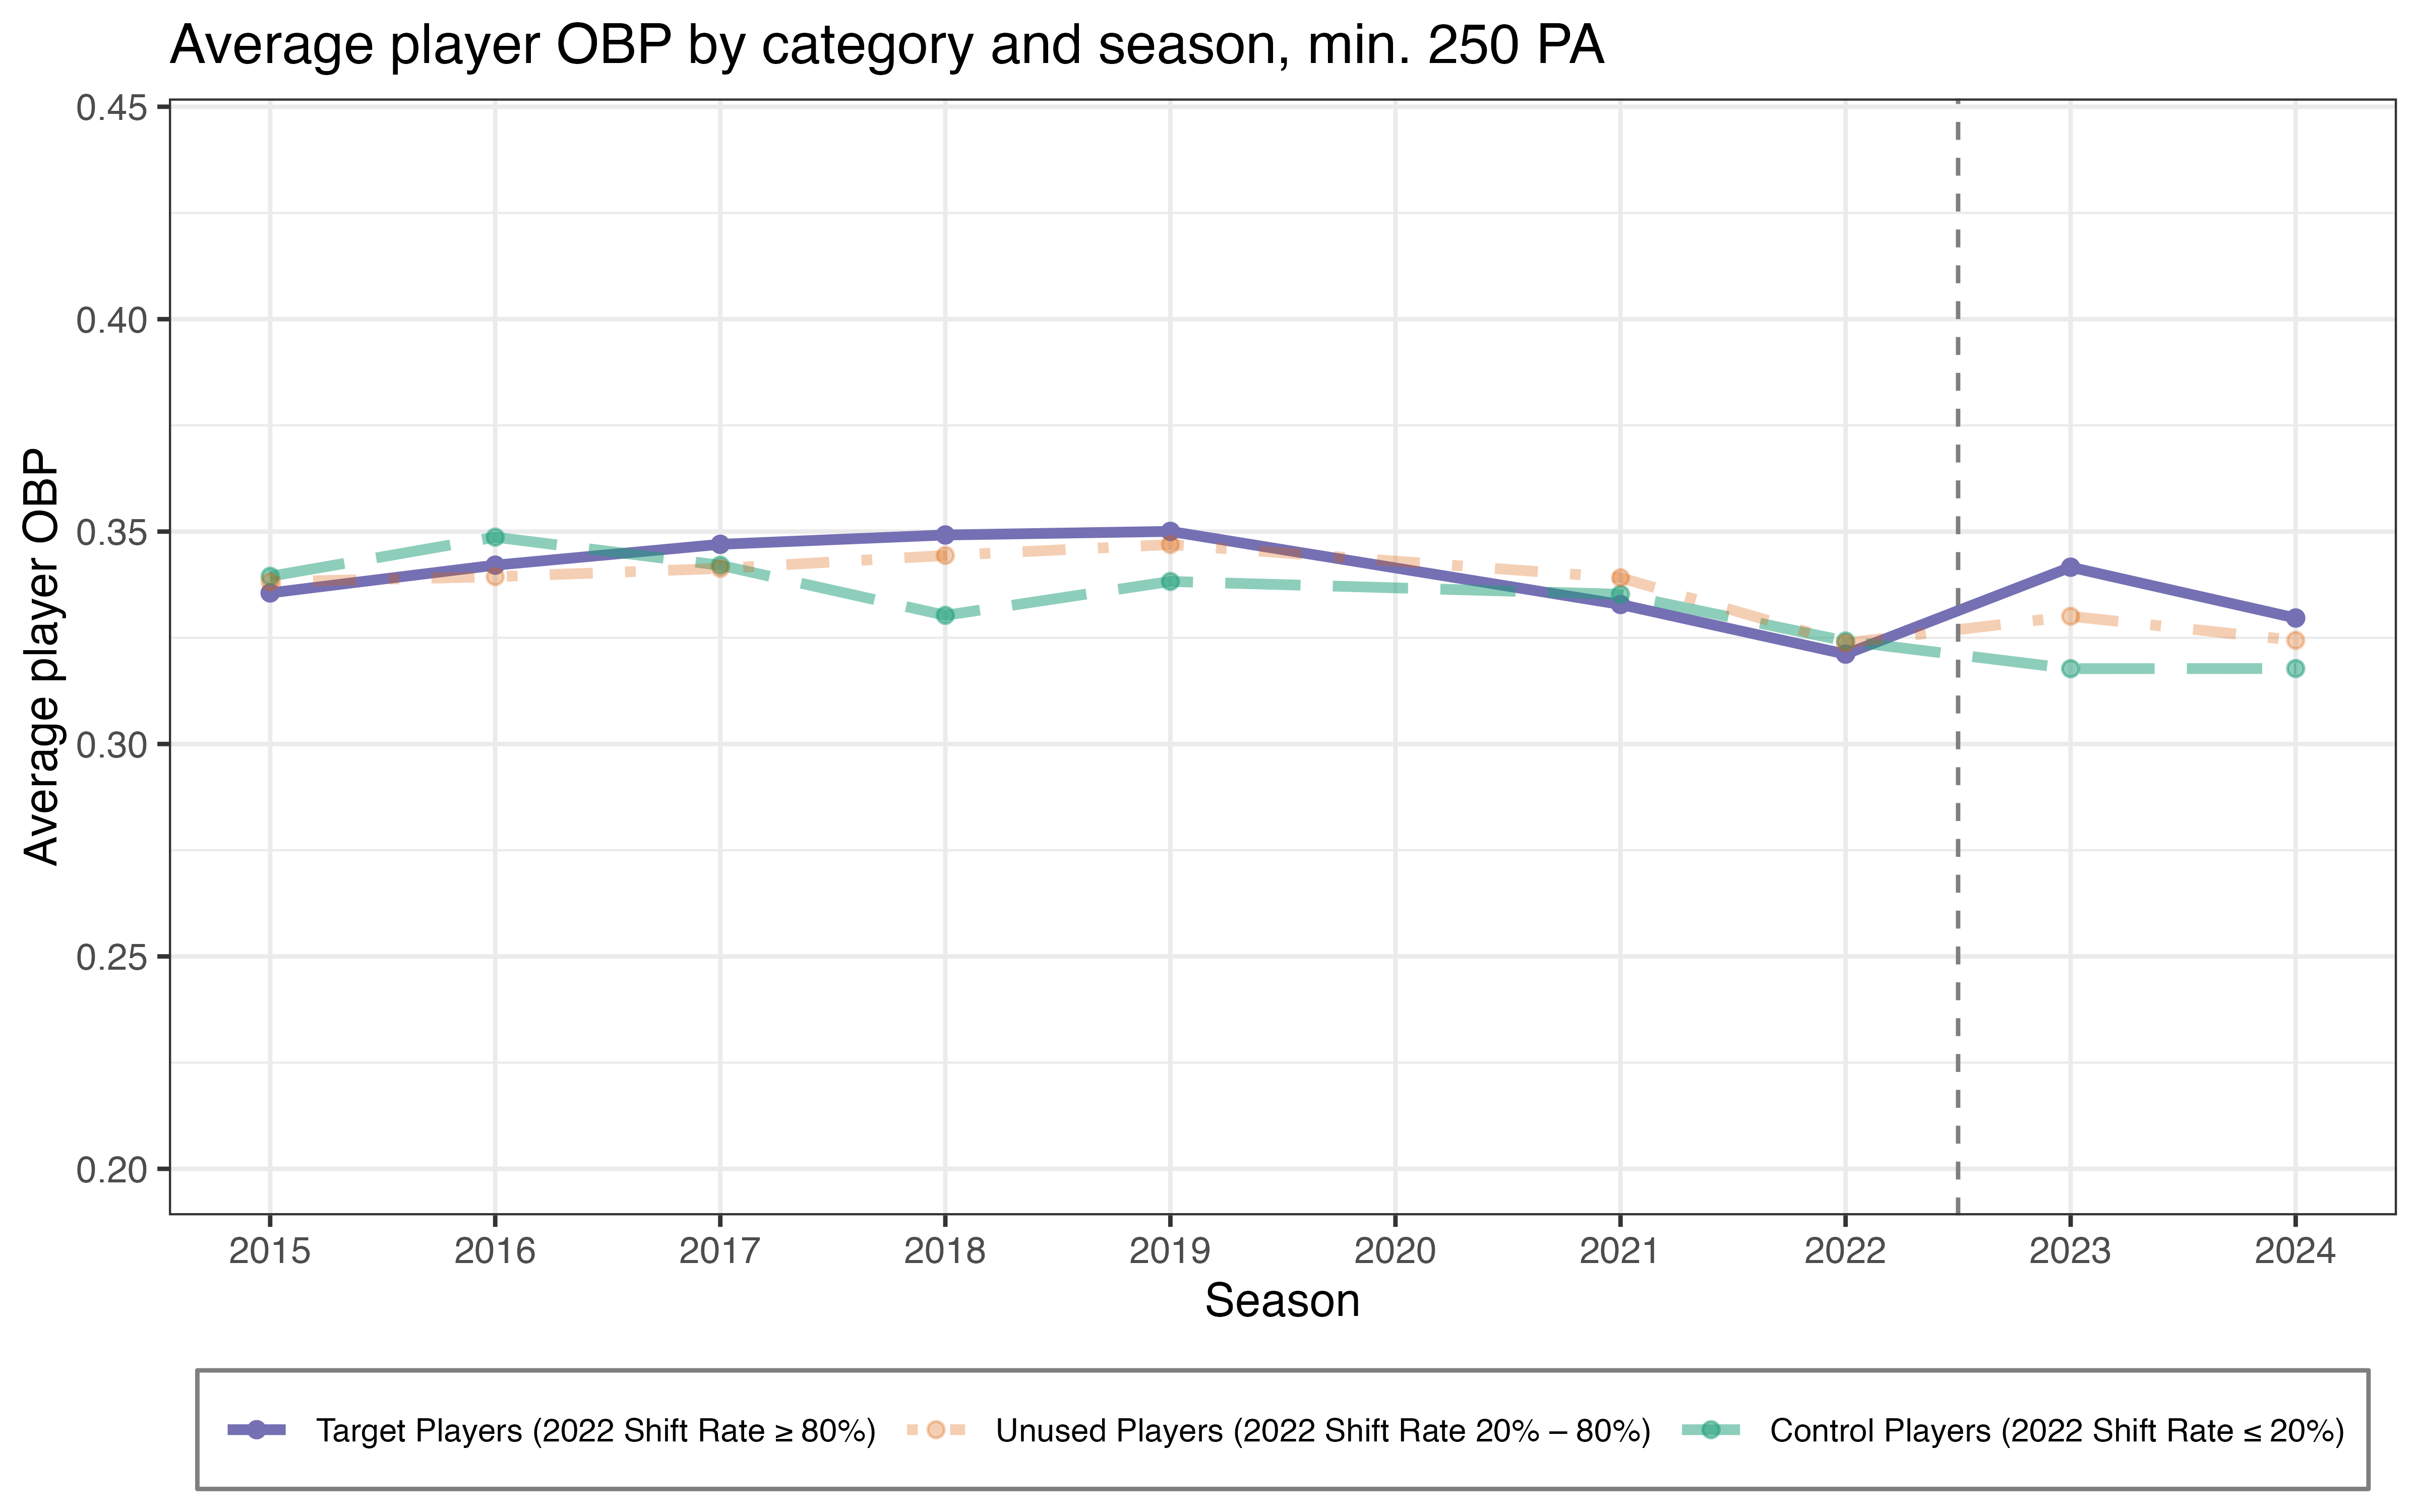 Average player OBP by category and season, min. 250 PA
Average player OBP
0.45
0.40
0.35
0.30
0.25
0.20
2015 2016 2017 2018 2019 2020 2021 2022 2023 2024
Season
Target Players (2022 Shift Rate ≥ 80%) Unused Players (2022 Shift Rate 20% – 80%) Control Players (2022 Shift Rate ≤ 20%)